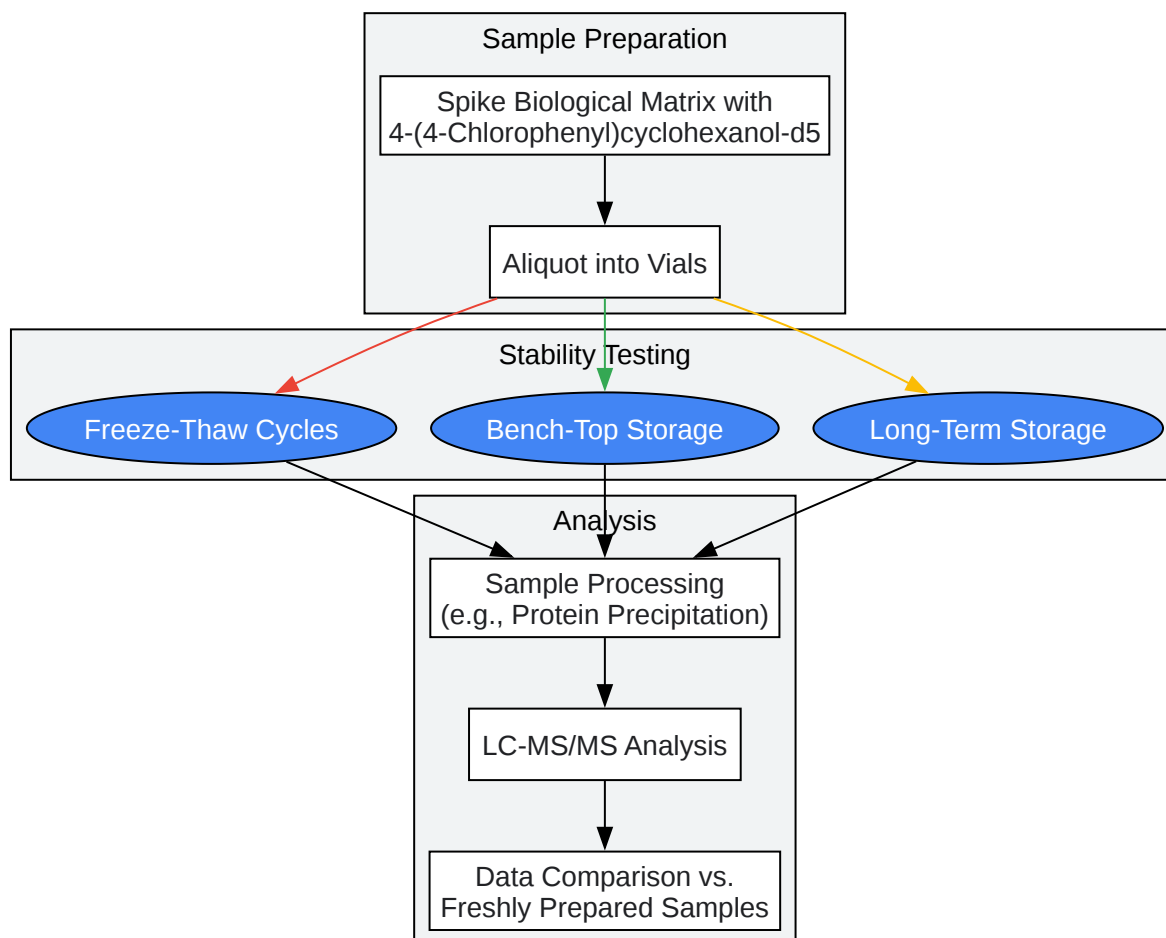 Sample Preparation
Spike Biological Matrix with
4-(4-Chlorophenyl)cyclohexanol-d5
Aliquot into Vials
Stability Testing
Freeze-Thaw Cycles
Bench-Top Storage
Long-Term Storage
Analysis
Sample Processing
(e.g., Protein Precipitation)
LC-MS/MS Analysis
Data Comparison vs.
Freshly Prepared Samples